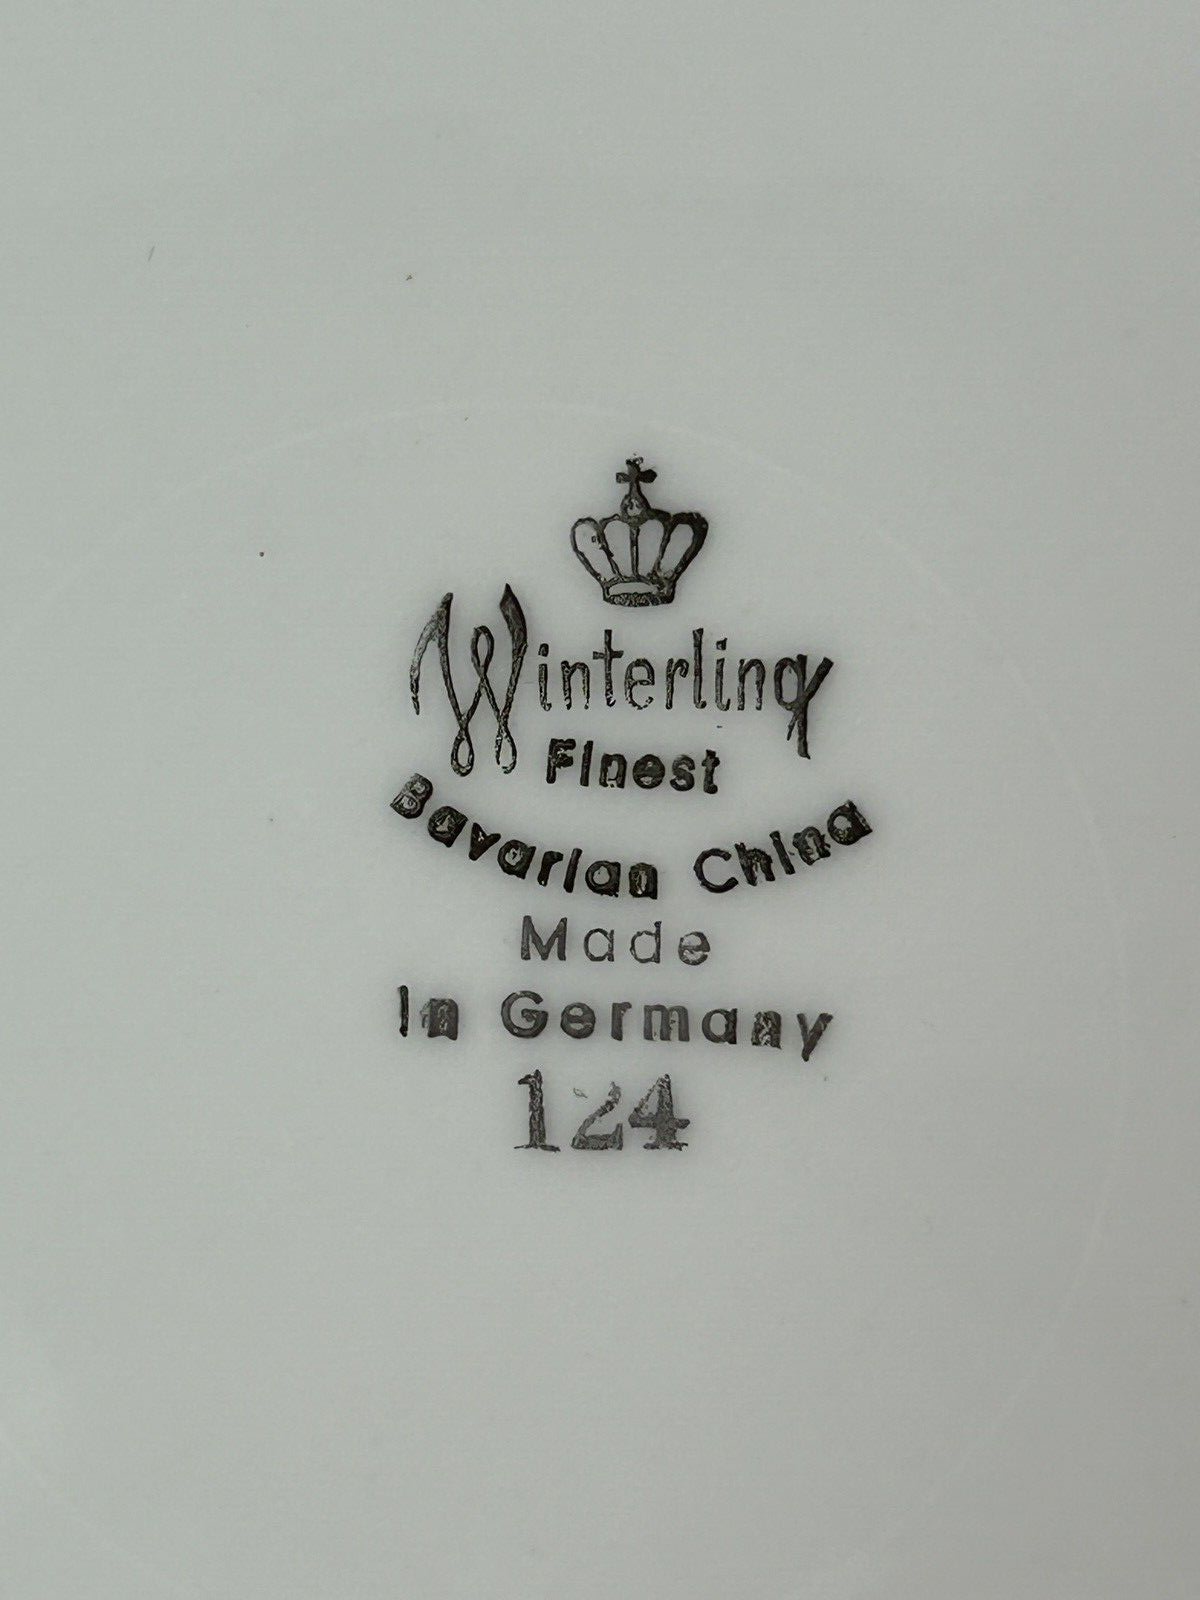 Winterling
Finest
Bavarian China
Made
In Germany
124